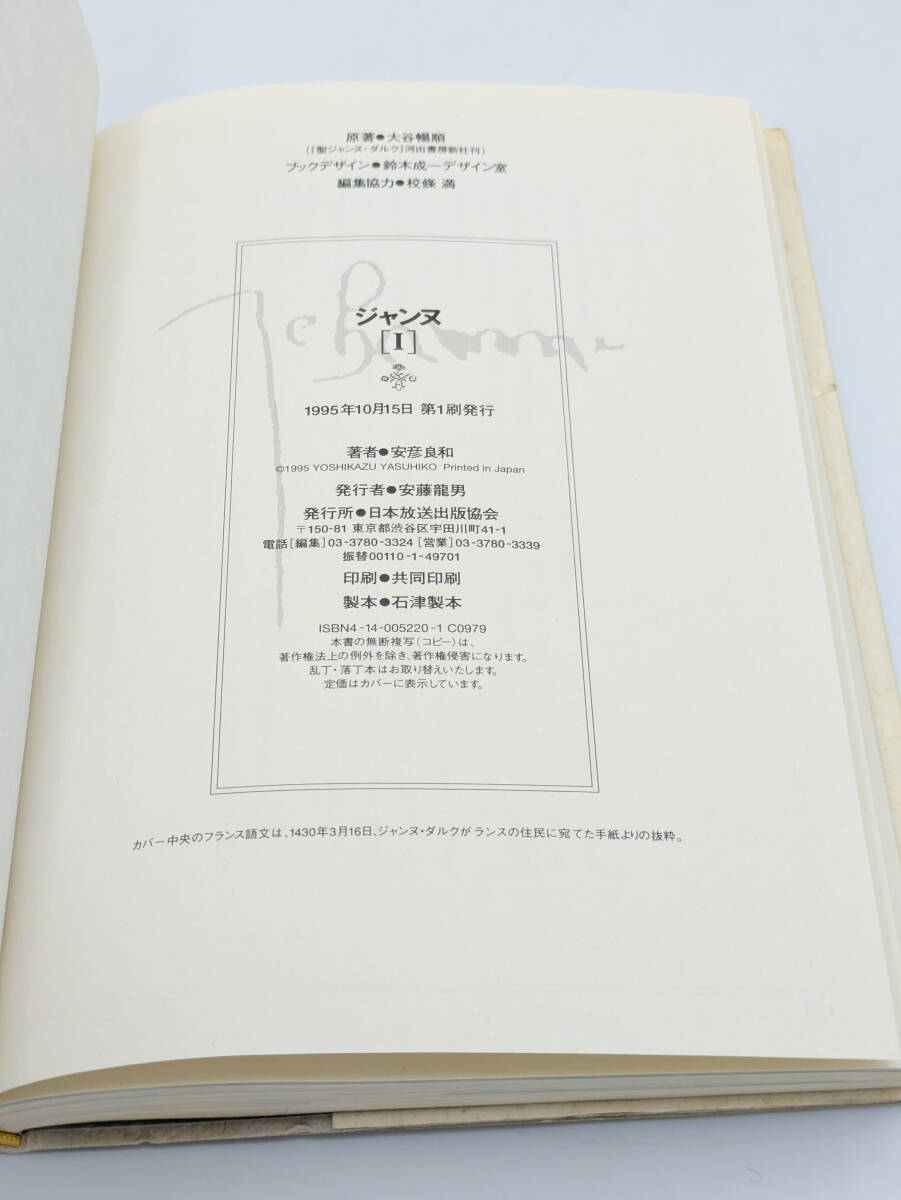 原著●大谷暢順
(『聖ジャンヌ・ダルク』河出書房新社刊)
ブックデザイン●鈴木成一デザイン室
編集協力●校條 満
Jehanne
ジャンヌ
[I]
1995年10月15日 第1刷発行
著者●安彦良和
©1995 YOSHIKAZU YASUHIKO Printed in Japan
発行者●安藤龍男
発行所●日本放送出版協会
〒150-81 東京都渋谷区宇田川町41-1
電話[編集]03-3780-3324 [営業]03-3780-3339
振替00110-1-49701
印刷●共同印刷
製本●石津製本
ISBN4-14-005220-1 C0979
本書の無断複写(コピー)は、
著作権法上の例外を除き、著作権侵害になります。
乱丁・落丁本はお取り替えいたします。
定価はカバーに表示しています。
カバー中央のフランス語文は、1430年3月16日、ジャンヌ・ダルクがランスの住民に宛てた手紙よりの抜粋。